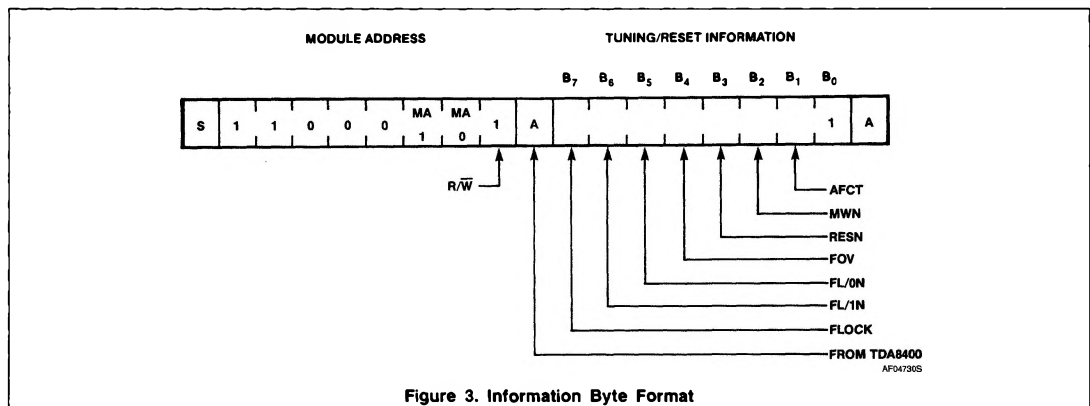 MODULE ADDRESS TUNING/RESET INFORMATION
B7 B6 B5 B4 B3 B2 B1 B0
S 1 1 0 0 0 MA 1 MA 0 1 A 1 A
R/W̅
AFCT
MWN
RESN
FOV
FL/0N
FL/1N
FLOCK
FROM TDA8400
AF04730S
Figure 3. Information Byte Format